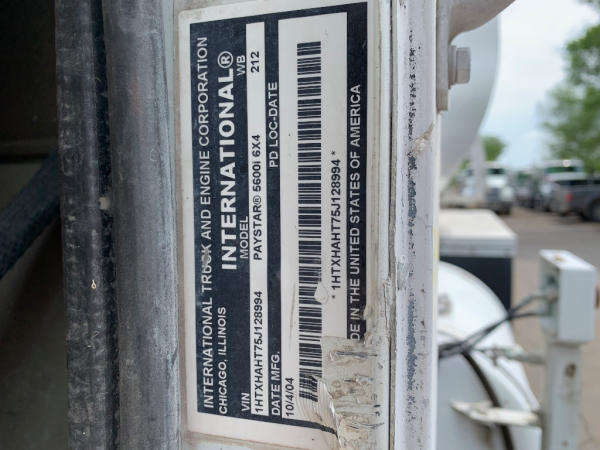 INTERNATIONAL TRUCK AND ENGINE CORPORATION
CHICAGO, ILLINOIS
INTERNATIONAL®
VIN MODEL WB
1HTXHAHT75J128994 PAYSTAR® 5600I 6X4 212
DATE MFG. PD LOC-DATE
10/4/04
* 1HTXHAHT75J128994 *
DE IN THE UNITED STATES OF AMERICA